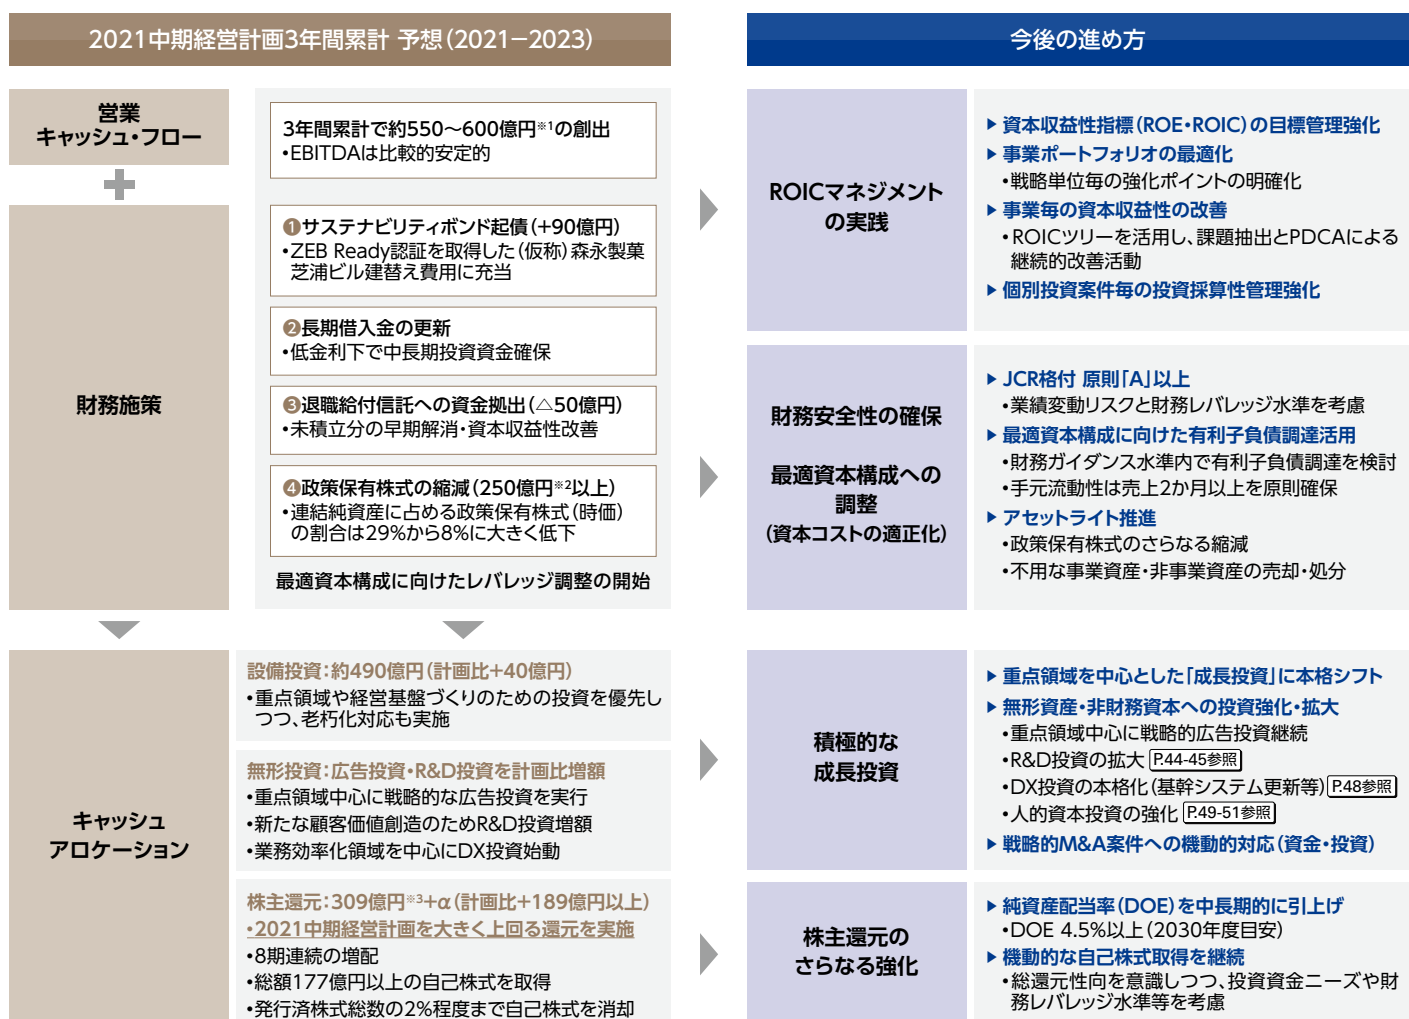 2021中期経営計画3年間累計 予想（2021－2023）
営業
キャッシュ・フロー
3年間累計で約550～600億円※1の創出
・EBITDAは比較的安定的
財務施策
❶サステナビリティボンド起債（+90億円）
・ZEB Ready認証を取得した（仮称）森永製菓
芝浦ビル建替え費用に充当
❷長期借入金の更新
・低金利下で中長期投資資金確保
❸退職給付信託への資金拠出（△50億円）
・未積立分の早期解消・資本収益性改善
❹政策保有株式の縮減（250億円※2以上）
・連結純資産に占める政策保有株式（時価）
の割合は29%から8%に大きく低下
最適資本構成に向けたレバレッジ調整の開始
キャッシュ
アロケーション
設備投資：約490億円（計画比+40億円）
・重点領域や経営基盤づくりのための投資を優先し
つつ、老朽化対応も実施
無形投資：広告投資・R&D投資を計画比増額
・重点領域中心に戦略的な広告投資を実行
・新たな顧客価値創造のためR&D投資増額
・業務効率化領域を中心にDX投資始動
株主還元：309億円※3+α（計画比+189億円以上）
・2021中期経営計画を大きく上回る還元を実施
・8期連続の増配
・総額177億円以上の自己株式を取得
・発行済株式総数の2%程度まで自己株式を消却
今後の進め方
ROICマネジメント
の実践
▶資本収益性指標（ROE・ROIC）の目標管理強化
▶事業ポートフォリオの最適化
・戦略単位毎の強化ポイントの明確化
▶事業毎の資本収益性の改善
・ROICツリーを活用し、課題抽出とPDCAによる
継続的改善活動
▶個別投資案件毎の投資採算性管理強化
財務安全性の確保
最適資本構成への
調整
（資本コストの適正化）
▶JCR格付 原則「A」以上
・業績変動リスクと財務レバレッジ水準を考慮
▶最適資本構成に向けた有利子負債調達活用
・財務ガイダンス水準内で有利子負債調達を検討
・手元流動性は売上2か月以上を原則確保
▶アセットライト推進
・政策保有株式のさらなる縮減
・不用な事業資産・非事業資産の売却・処分
積極的な
成長投資
▶重点領域を中心とした「成長投資」に本格シフト
▶無形資産・非財務資本への投資強化・拡大
・重点領域中心に戦略的広告投資継続
・R&D投資の拡大 P.44-45参照
・DX投資の本格化（基幹システム更新等） P.48参照
・人的資本投資の強化 P.49-51参照
▶戦略的M&A案件への機動的対応（資金・投資）
株主還元の
さらなる強化
▶純資産配当率（DOE）を中長期的に引上げ
・DOE 4.5%以上（2030年度目安）
▶機動的な自己株式取得を継続
・総還元性向を意識しつつ、投資資金ニーズや財
務レバレッジ水準等を考慮